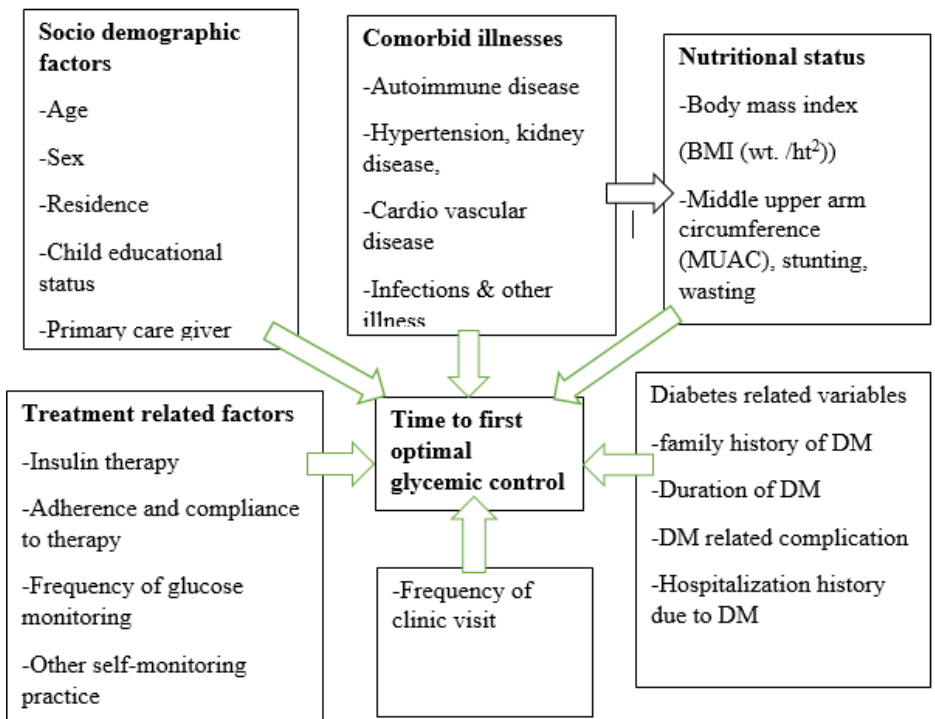 Socio demographic
factors
-Age
-Sex
-Residence
-Child educational
status
-Primary care giver
Comorbid illnesses
-Autoimmune disease
-Hypertension, kidney
disease,
-Cardio vascular
disease
-Infections & other
illness
Nutritional status
-Body mass index
(BMI (wt. /ht²))
-Middle upper arm
circumference
(MUAC), stunting,
wasting
Treatment related factors
-Insulin therapy
-Adherence and compliance
to therapy
-Frequency of glucose
monitoring
-Other self-monitoring
practice
Time to first
optimal
glycemic control
-Frequency of
clinic visit
Diabetes related variables
-family history of DM
-Duration of DM
-DM related complication
-Hospitalization history
due to DM